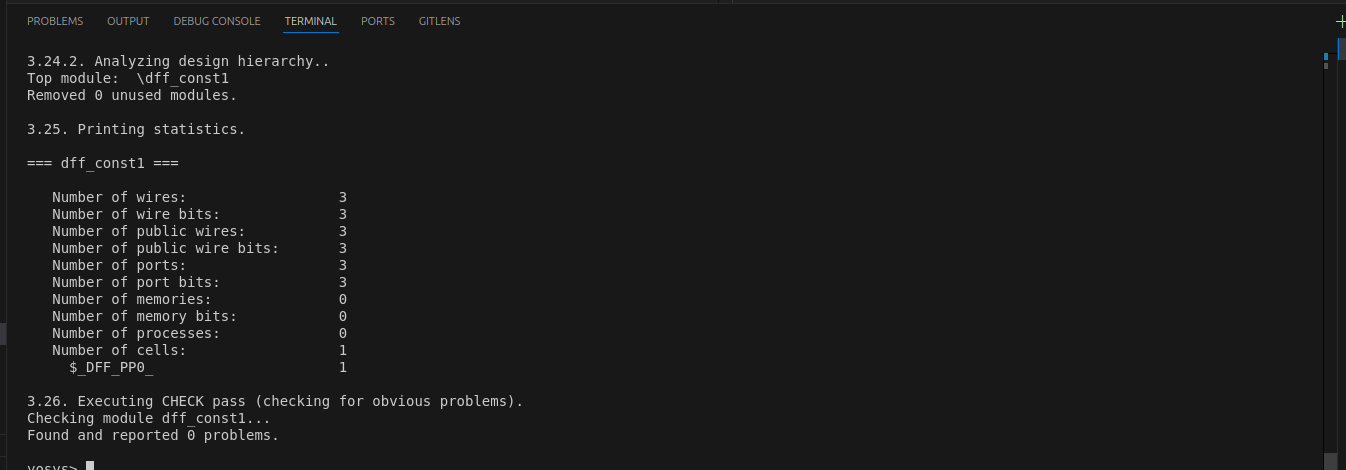 PROBLEMS OUTPUT DEBUG CONSOLE TERMINAL PORTS GITLENS
3.24.2. Analyzing design hierarchy..
Top module:  \dff_const1
Removed 0 unused modules.
3.25. Printing statistics.
=== dff_const1 ===
Number of wires: 3
Number of wire bits: 3
Number of public wires: 3
Number of public wire bits: 3
Number of ports: 3
Number of port bits: 3
Number of memories: 0
Number of memory bits: 0
Number of processes: 0
Number of cells: 1
$_DFF_PP0_ 1
3.26. Executing CHECK pass (checking for obvious problems).
Checking module dff_const1...
Found and reported 0 problems.
yosys>